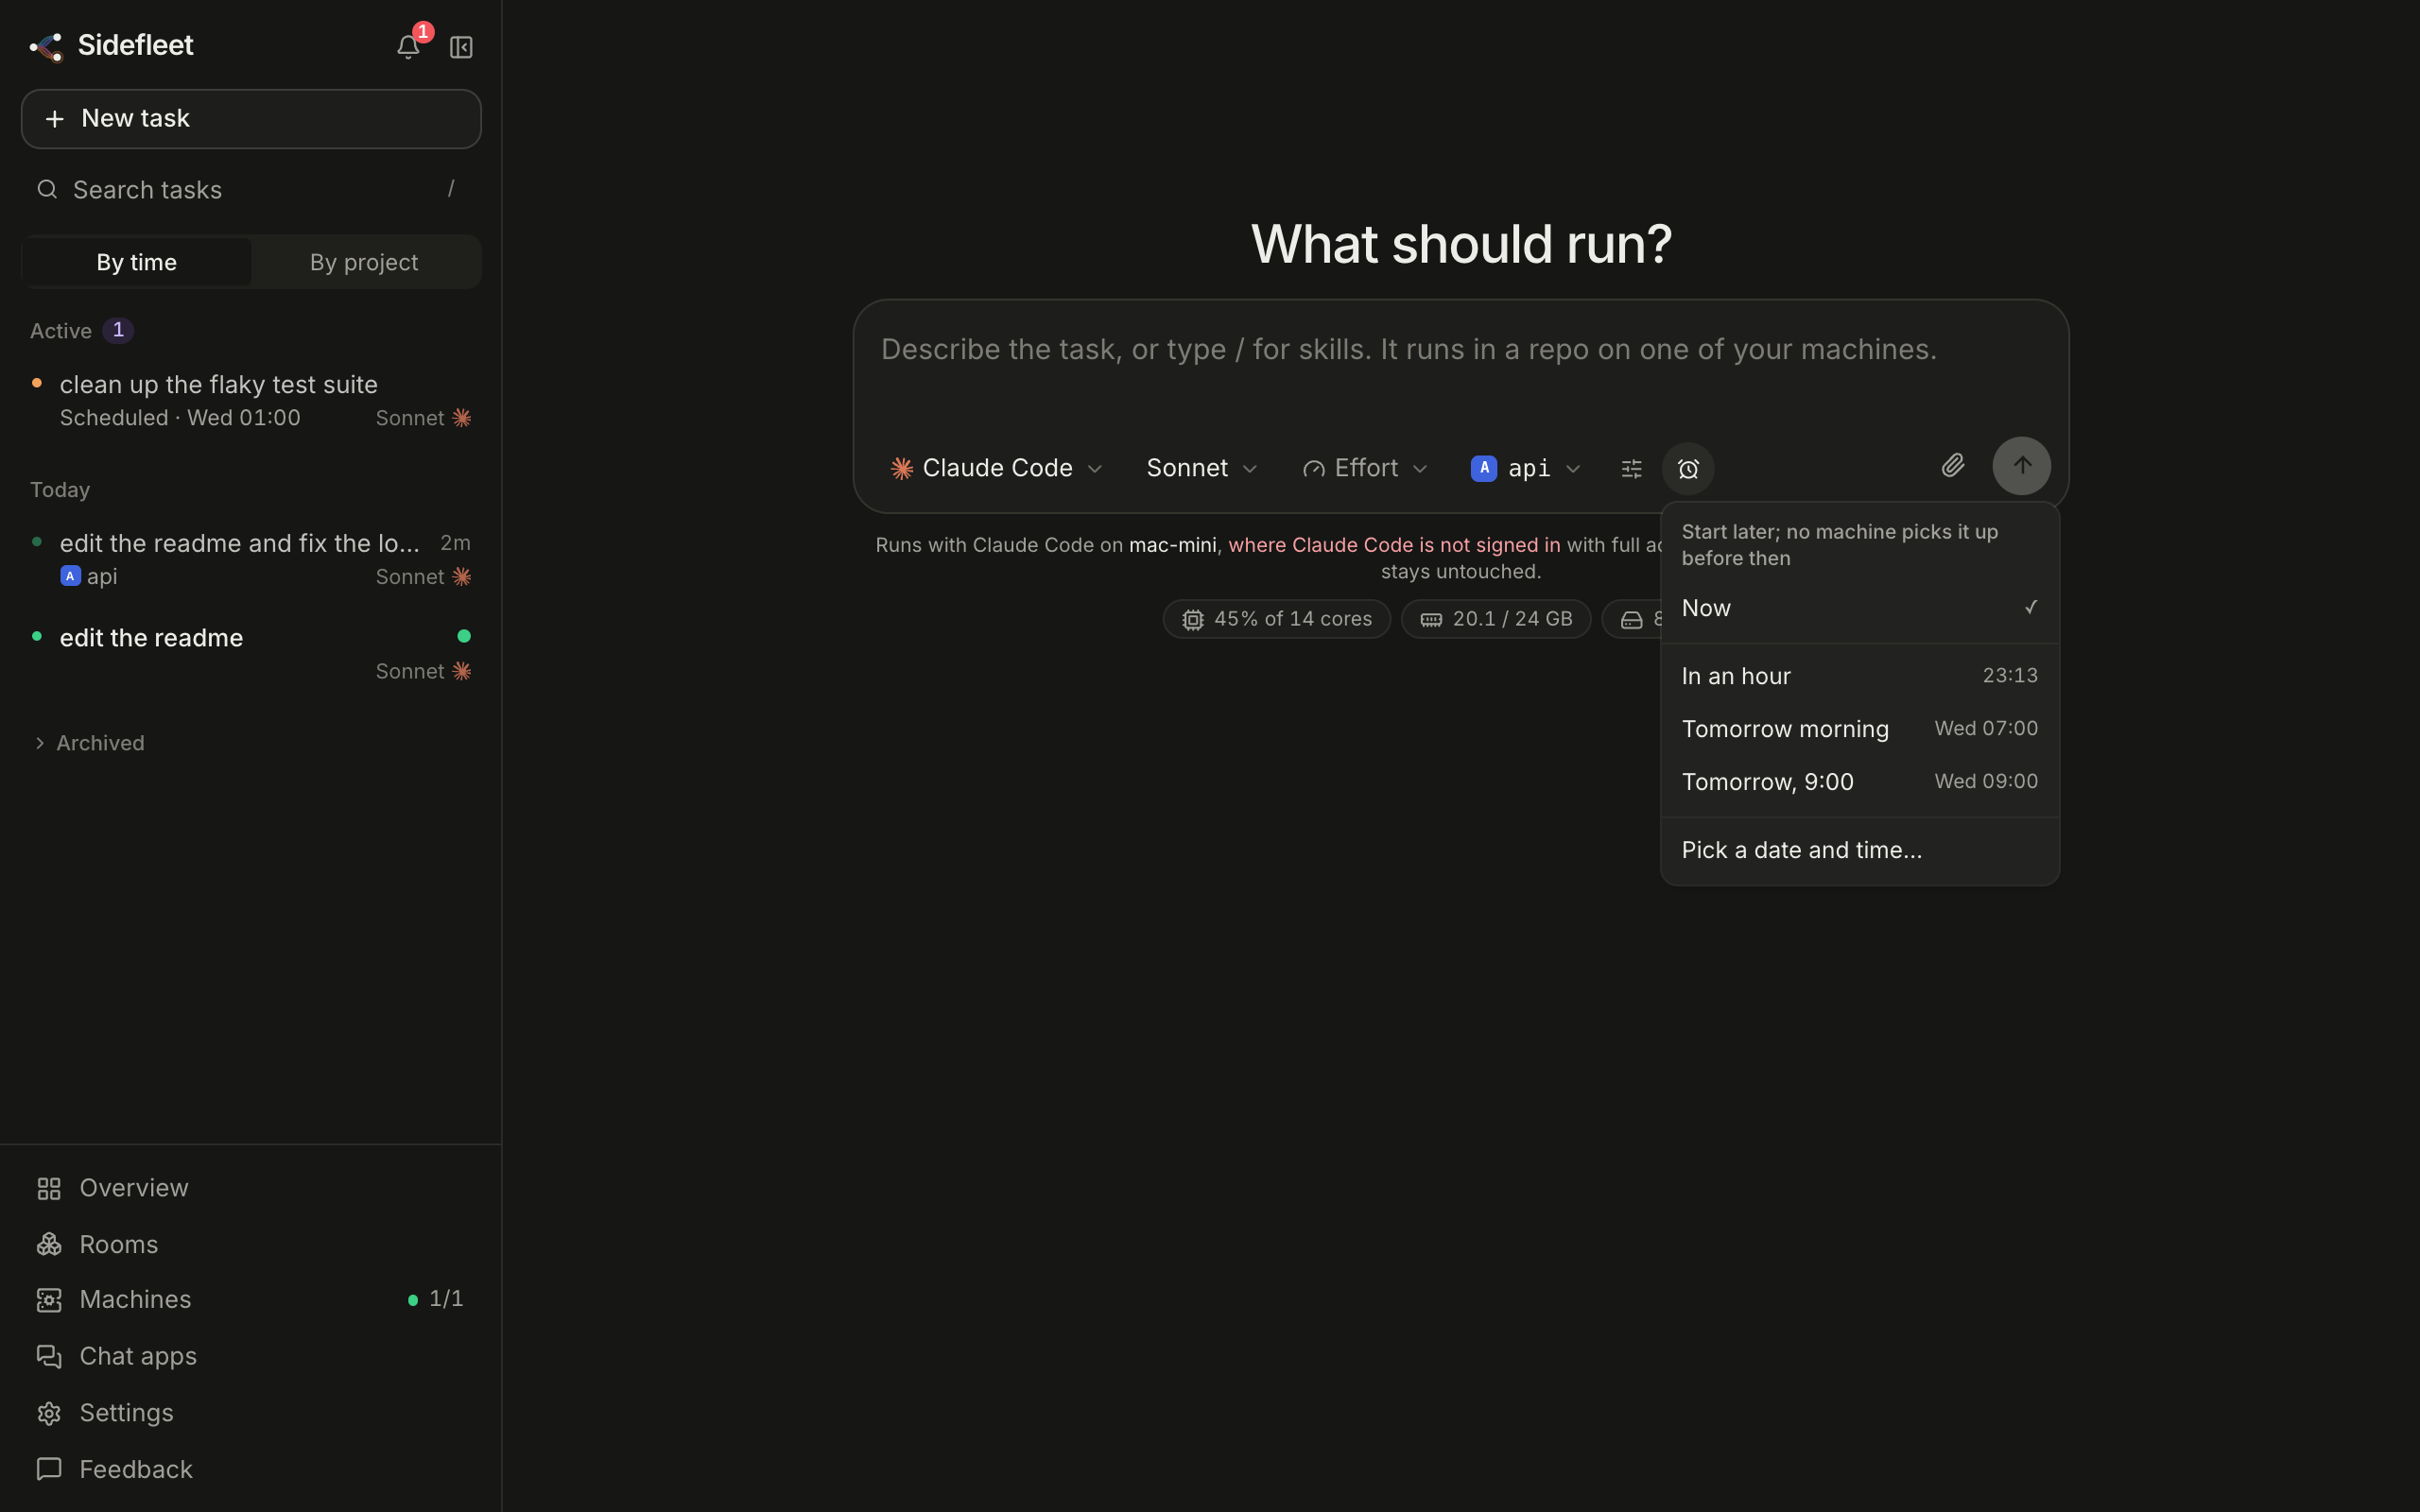 Sidefleet
1
New task
Search tasks /
By time By project
Active 1
clean up the flaky test suite
Scheduled · Wed 01:00 Sonnet
Today
edit the readme and fix the lo... 2m
A api Sonnet
edit the readme
Sonnet
Archived
Overview
Rooms
Machines 1/1
Chat apps
Settings
Feedback
What should run?
Describe the task, or type / for skills. It runs in a repo on one of your machines.
Claude Code Sonnet Effort A api
Runs with Claude Code on mac-mini, where Claude Code is not signed in with full
stays untouched.
45% of 14 cores 20.1 / 24 GB 8
Start later; no machine picks it up
before then
Now ✓
In an hour 23:13
Tomorrow morning Wed 07:00
Tomorrow, 9:00 Wed 09:00
Pick a date and time...